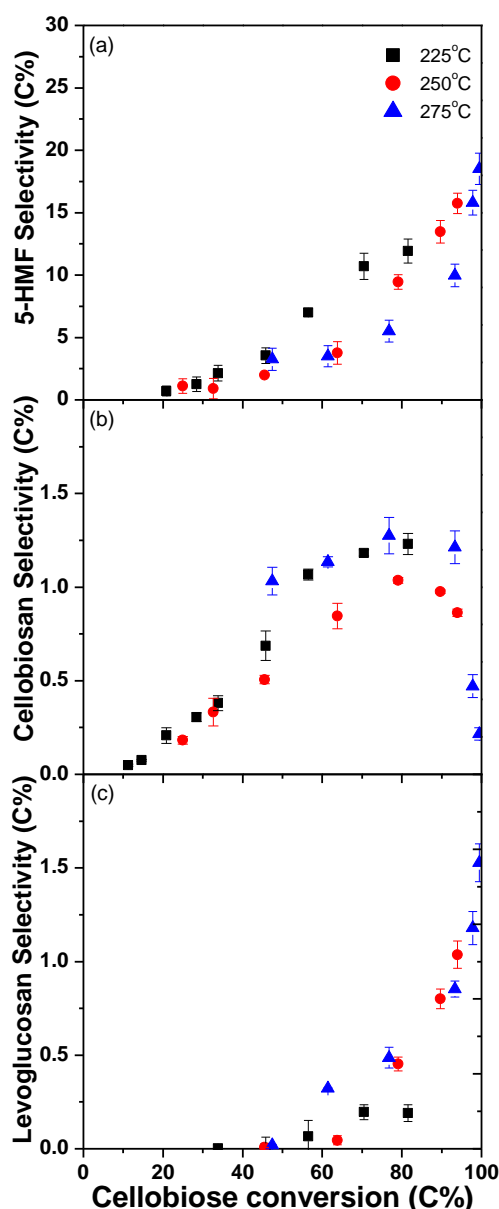 (a)
225°C
250°C
275°C
30
25
20
15
10
5
0
5-HMF Selectivity (C%)
(b)
1.5
1.0
0.5
0.0
Cellobiosan Selectivity (C%)
(c)
1.5
1.0
0.5
0.0
Levoglucosan Selectivity (C%)
0 20 40 60 80 100
Cellobiose conversion (C%)